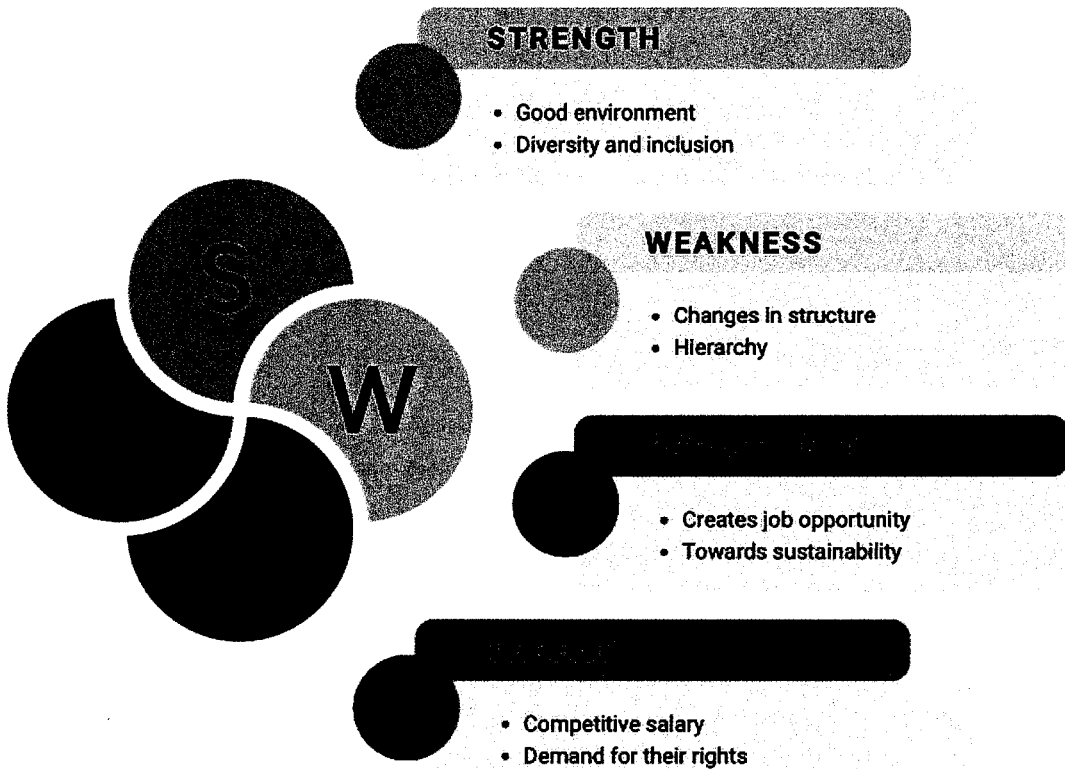 STRENGTH
• Good environment
• Diversity and inclusion
S
WEAKNESS
W
• Changes in structure
• Hierarchy
• Creates job opportunity
• Towards sustainability
• Competitive salary
• Demand for their rights